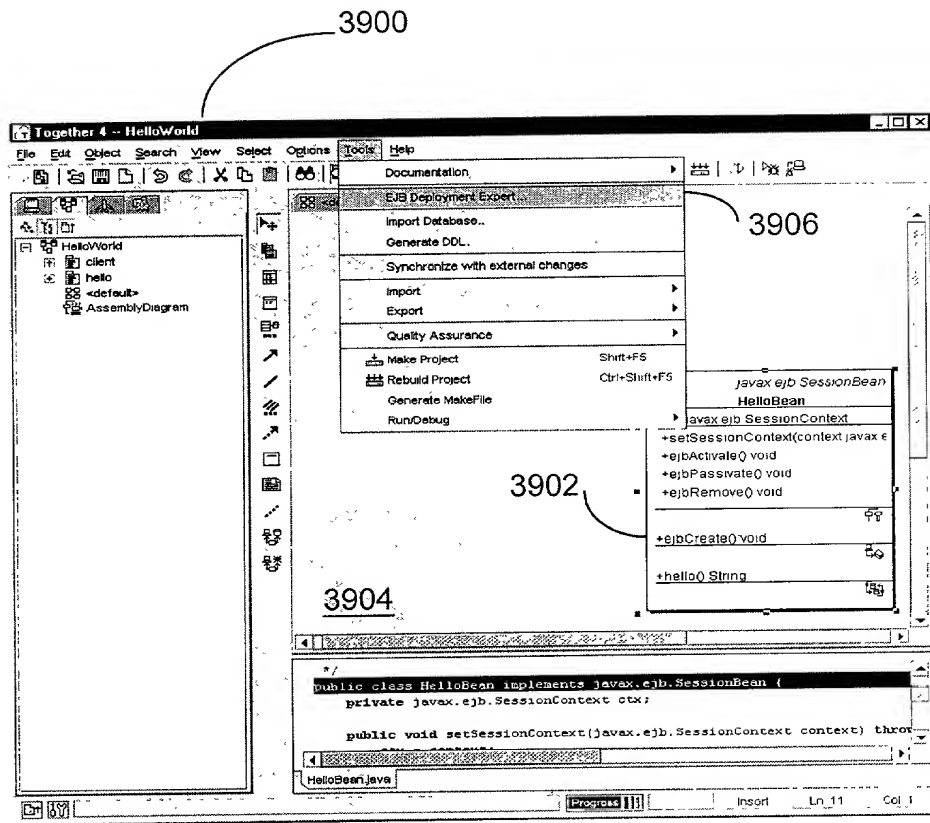 3900
Together 4 -- HelloWorld
File Edit Object Search View Select Options Tools Help
Documentation
EJB Deployment Expert...
3906
Import Database..
Generate DDL..
Synchronize with external changes
Import
Export
Quality Assurance
Make Project Shift+F5
Rebuild Project Ctrl+Shift+F5
Generate MakeFile
Run/Debug
HelloWorld
client
hello
<default>
AssemblyDiagram
javax ejb SessionBean
HelloBean
javax ejb SessionContext
+setSessionContext(context javax e
+ejbActivate() void
+ejbPassivate() void
+ejbRemove() void
3902
+ejbCreate() void
+hello() String
3904
*/
public class HelloBean implements javax.ejb.SessionBean {
private javax.ejb.SessionContext ctx;
public void setSessionContext(javax.ejb.SessionContext context) throw
HelloBean.java
Progress Insert Ln 11 Col 1